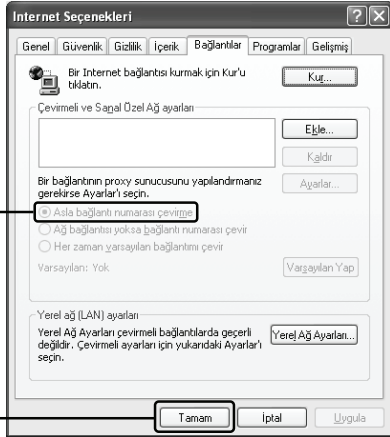 Internet Seçenekleri
Genel Güvenlik Gizlilik İçerik Bağlantılar Programlar Gelişmiş
Bir Internet bağlantısı kurmak için Kur'u
tıklatın.
Kur...
Çevirmeli ve Sanal Özel Ağ ayarları
Ekle...
Kaldır
Bir bağlantının proxy sunucusunu yapılandırmanız
gerekirse Ayarlar'ı seçin.
Ayarlar...
Asla bağlantı numarası çevirme
Ağ bağlantısı yoksa bağlantı numarası çevir
Her zaman varsayılan bağlantımı çevir
Varsayılan: Yok
Varsayılan Yap
Yerel ağ (LAN) ayarları
Yerel Ağ Ayarları çevirmeli bağlantılarda geçerli
değildir. Çevirmeli ayarları için yukarıdaki Ayarlar'ı
seçin.
Yerel Ağ Ayarları...
Tamam İptal Uygula